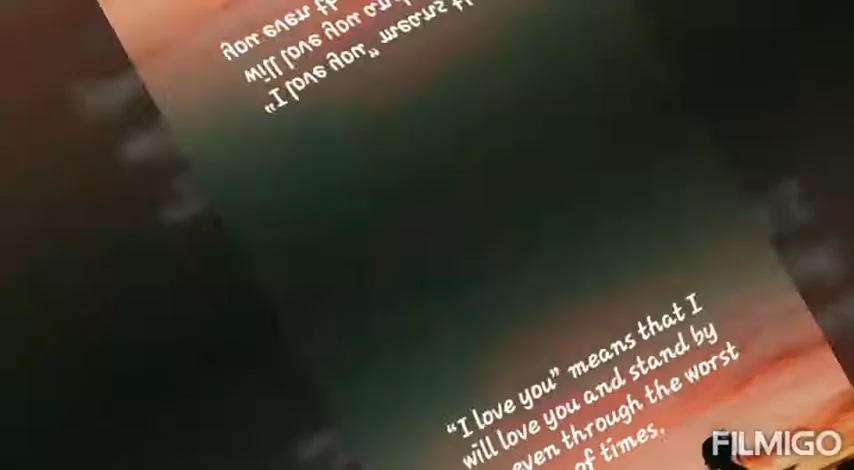 “I love you” means that I
will love you and stand by
even through the worst
of times.
FILMIGO